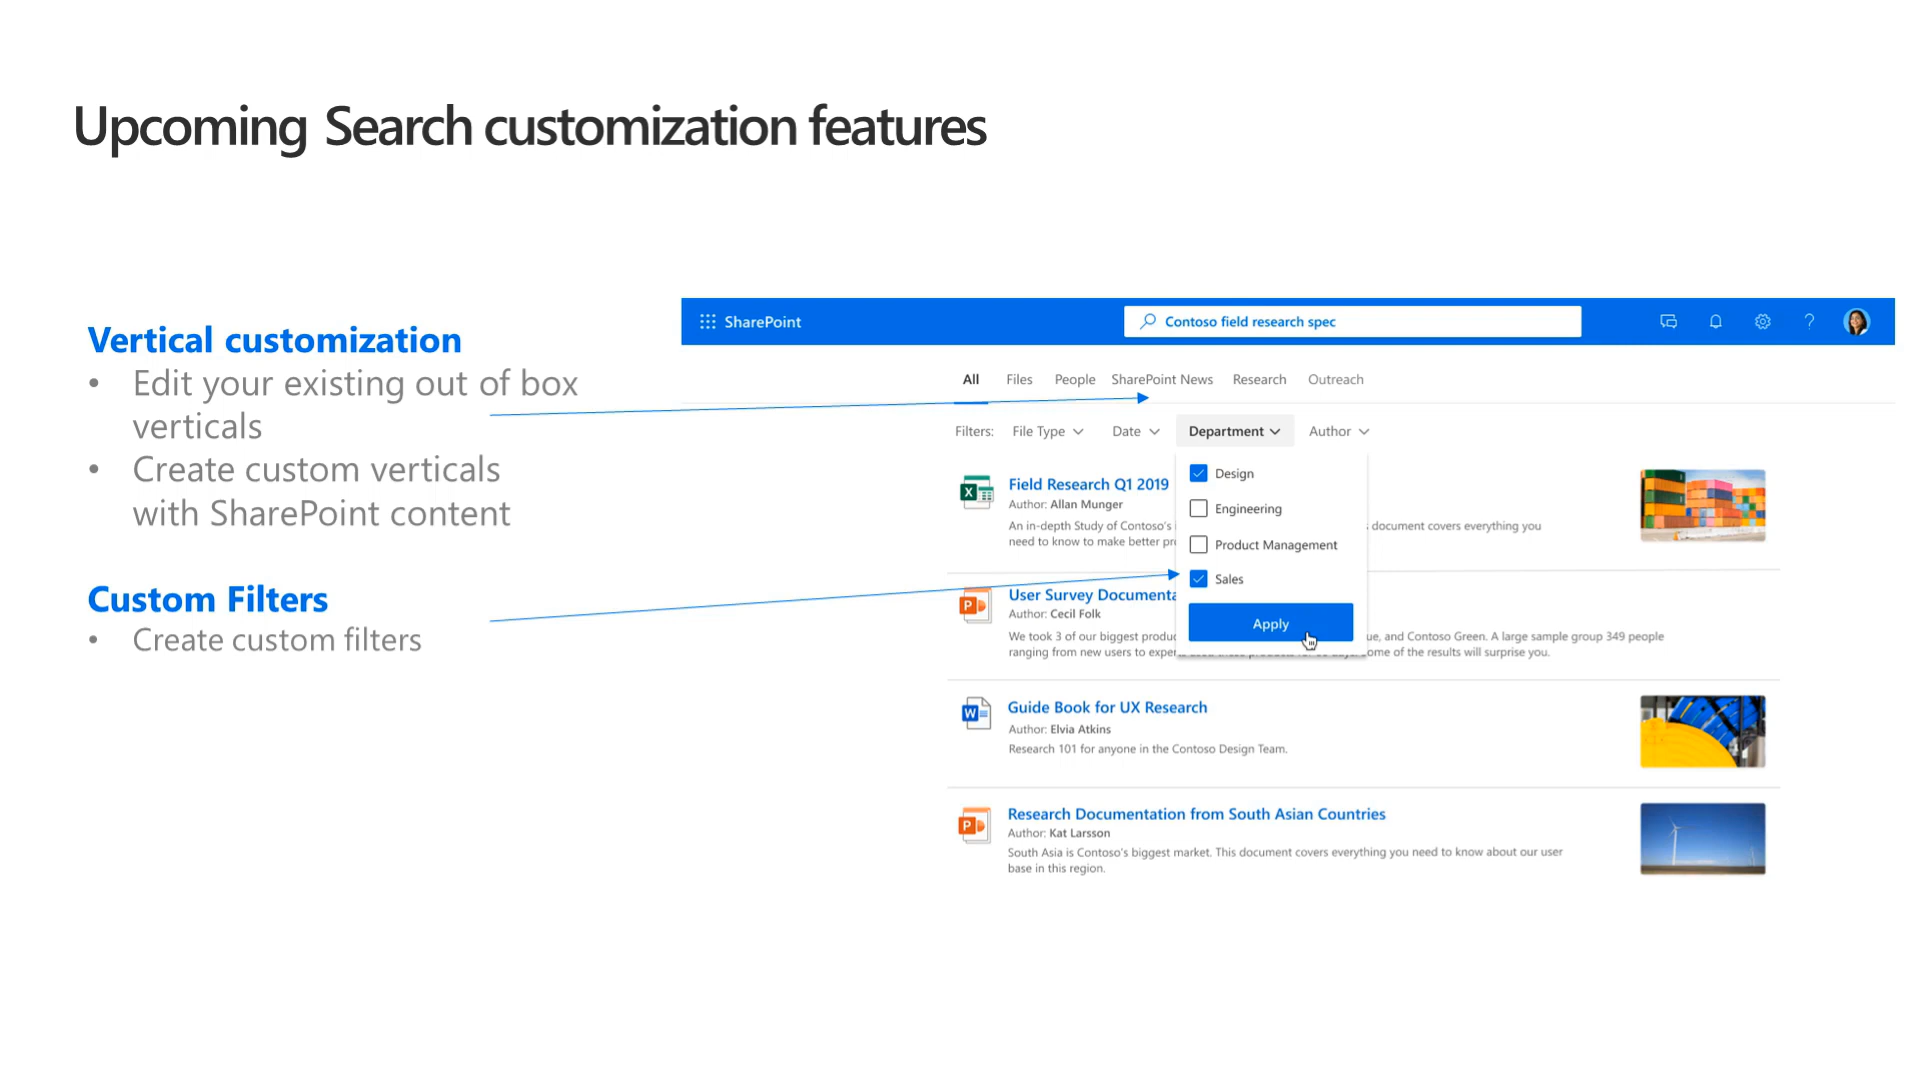 Upcoming Search customization features
Vertical customization
• Edit your existing out of box
verticals
• Create custom verticals
with SharePoint content
Custom Filters
• Create custom filters
SharePoint
Contoso field research spec
?
All Files People SharePoint News Research Outreach
Filters: File Type Date Department Author
Design
Engineering
Product Management
Sales
Apply
X
Field Research Q1 2019
Author: Allan Munger
An in-depth Study of Contoso's document covers everything you
need to know to make better
P
User Survey
Author: Cecil Folk
We took 3 of our biggest and Contoso Green. A large sample group 349 people
ranging from new users to of the results will surprise you.
W
Guide Book for UX Research
Author: Elvia Atkins
Research 101 for anyone in the Contoso Design Team.
P
Research Documentation from South Asian Countries
Author: Kat Larsson
South Asia is Contoso's biggest market. This document covers everything you need to know about our user
base in this region.